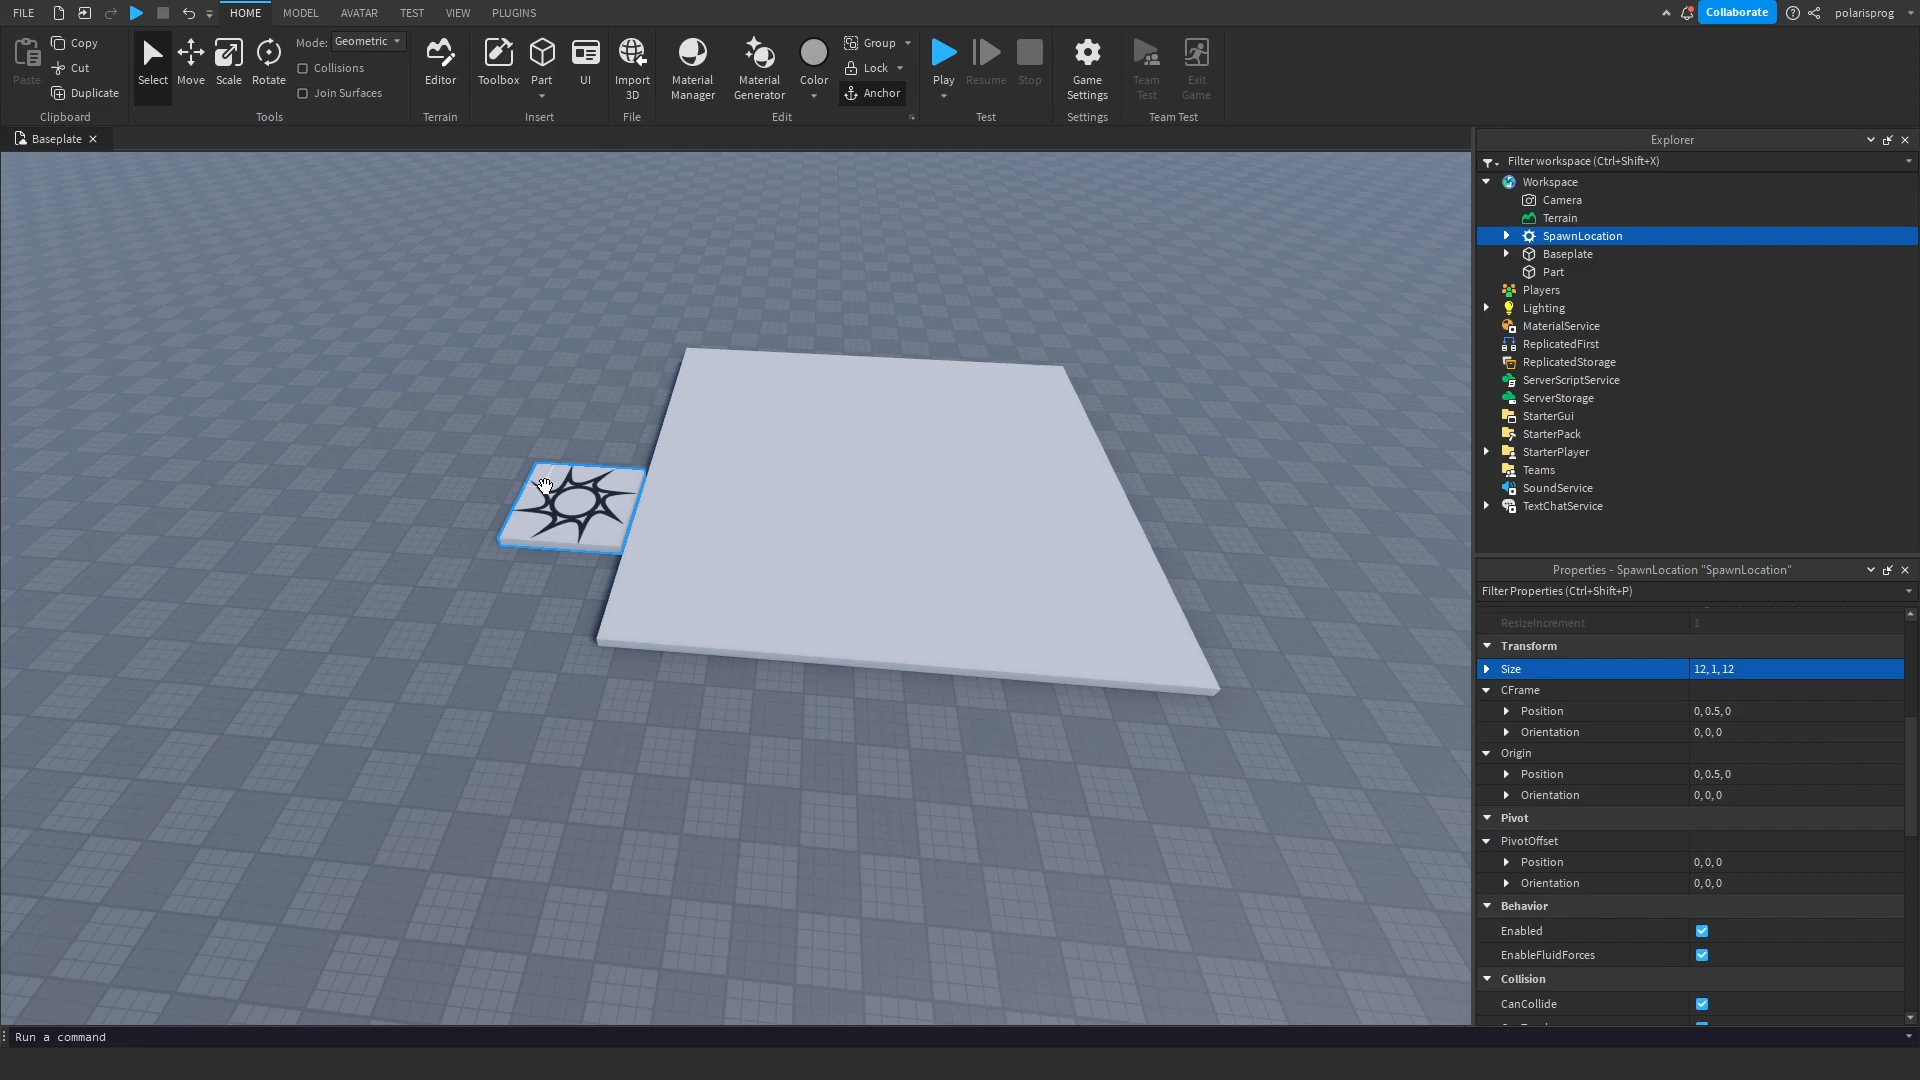 FILE HOME MODEL AVATAR TEST VIEW PLUGINS Collaborate polarisprog
Paste Copy Cut Duplicate Clipboard
Select Move Scale Rotate Mode: Geometric Collisions Join Surfaces Tools
Editor Terrain
Toolbox Part UI Insert
Import 3D File
Material Manager Material Generator Color Group Lock Anchor Edit
Play Resume Stop Test
Game Settings Settings
Team Test Exit Game Team Test
Baseplate
Explorer
Filter workspace (Ctrl+Shift+X)
Workspace
Camera
Terrain
SpawnLocation
Baseplate
Part
Players
Lighting
MaterialService
ReplicatedFirst
ReplicatedStorage
ServerScriptService
ServerStorage
StarterGui
StarterPack
StarterPlayer
Teams
SoundService
TextChatService
Properties - SpawnLocation "SpawnLocation"
Filter Properties (Ctrl+Shift+P)
ResizeIncrement 1
Transform
Size 12, 1, 12
CFrame
Position 0, 0.5, 0
Orientation 0, 0, 0
Origin
Position 0, 0.5, 0
Orientation 0, 0, 0
Pivot
PivotOffset
Position 0, 0, 0
Orientation 0, 0, 0
Behavior
Enabled
EnableFluidForces
Collision
CanCollide
Run a command